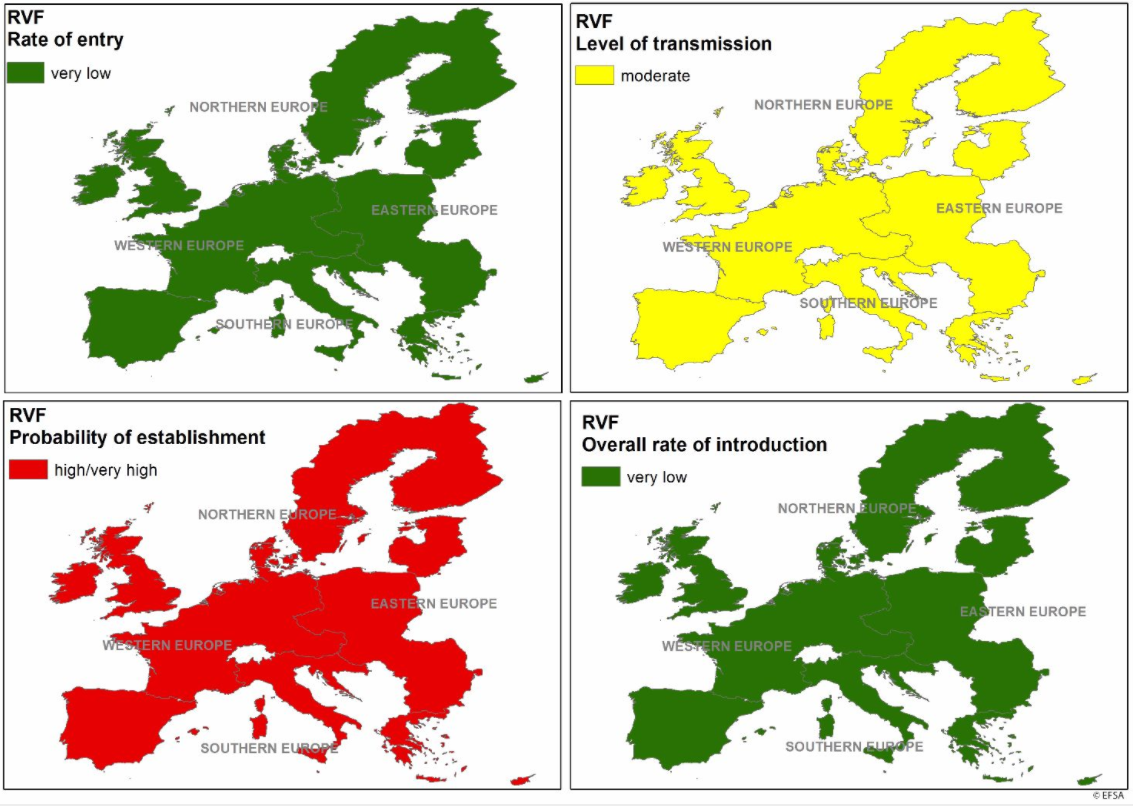 RVF
Rate of entry
very low
NORTHERN EUROPE
EASTERN EUROPE
WESTERN EUROPE
SOUTHERN EUROPE
RVF
Level of transmission
moderate
NORTHERN EUROPE
EASTERN EUROPE
WESTERN EUROPE
SOUTHERN EUROPE
RVF
Probability of establishment
high/very high
NORTHERN EUROPE
EASTERN EUROPE
WESTERN EUROPE
SOUTHERN EUROPE
RVF
Overall rate of introduction
very low
NORTHERN EUROPE
EASTERN EUROPE
WESTERN EUROPE
SOUTHERN EUROPE
© EFSA